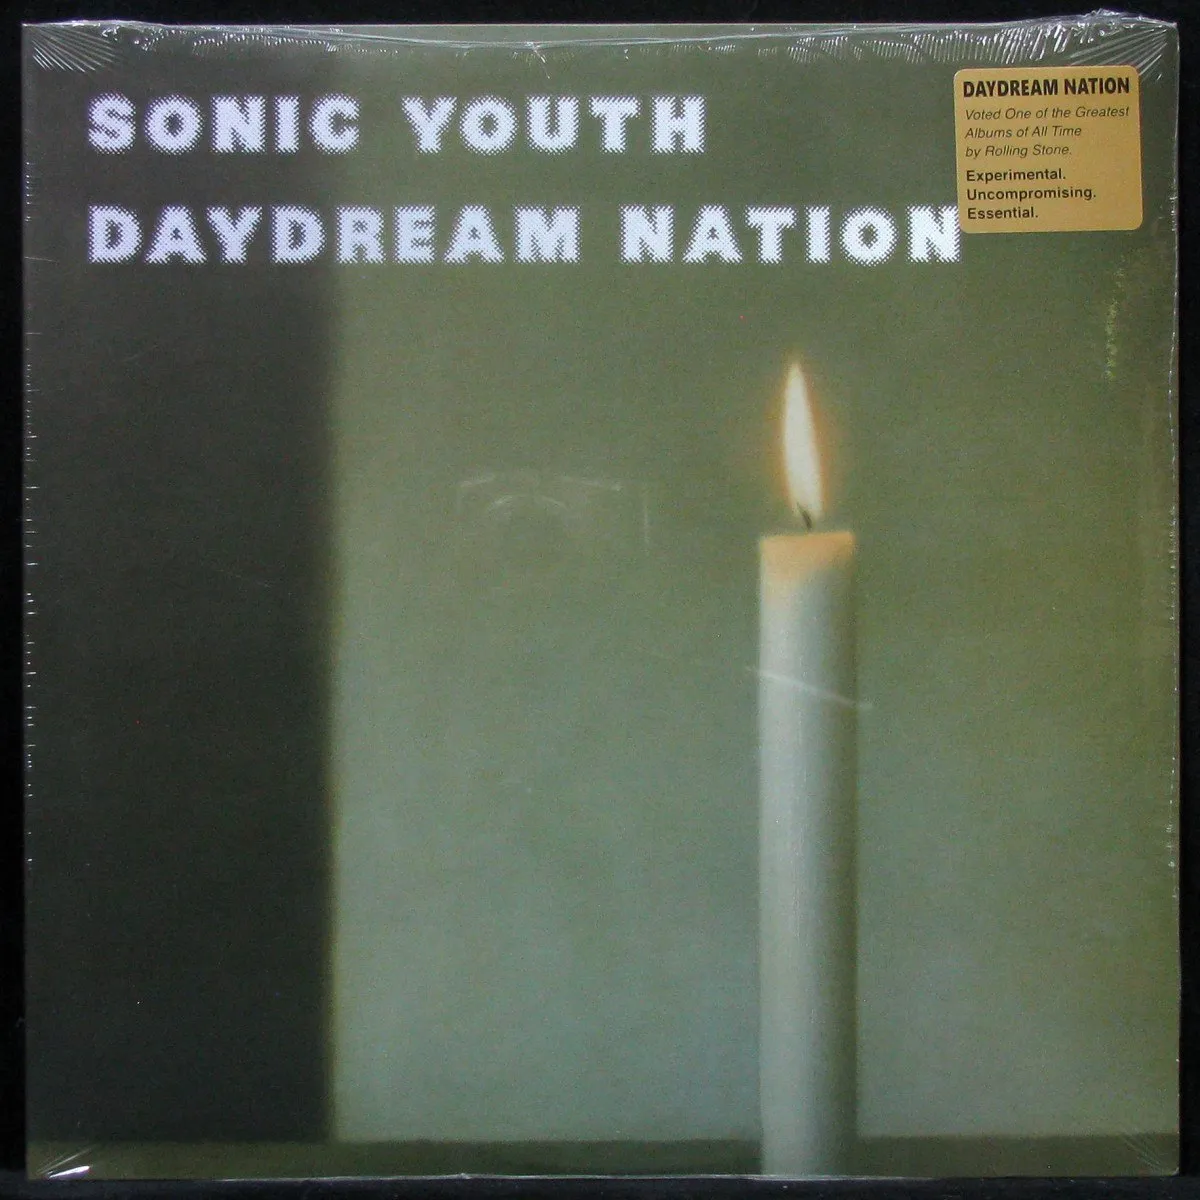 SONIC YOUTH
DAYDREAM NATION
DAYDREAM NATION
Voted One of the Greatest
Albums of All Time
by Rolling Stone.
Experimental.
Uncompromising.
Essential.